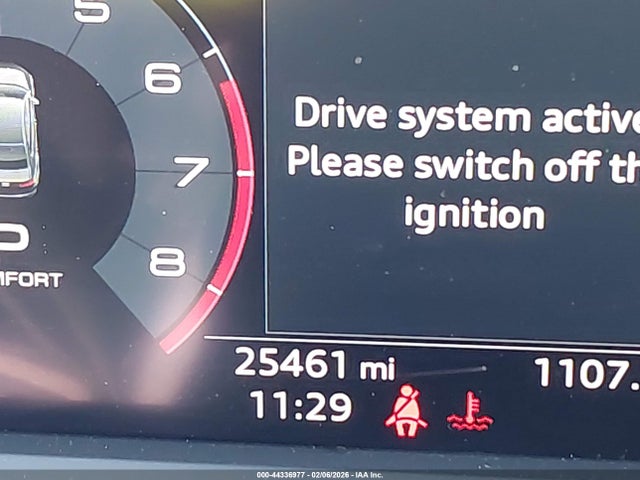 5
6
7
8
Drive system active
Please switch off th
ignition
MFORT
25461 mi
1107.
11:29
000-44336977 - 02/06/2026 - IAA Inc.